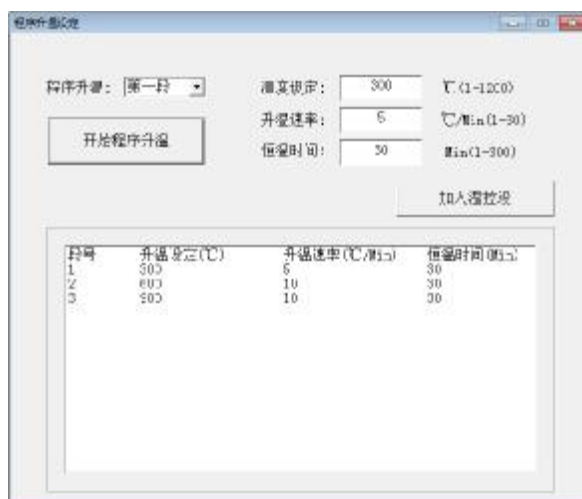 程序升温设定
程序升温: 第一段 温度设定: 300 ℃(1-1200)
升温速率: 5 ℃/Min(1-30)
开始程序升温
恒温时间: 30 Min(1-300)
加入温控段
段号 升温设定(℃) 升温速率(℃/Min) 恒温时间(Min)
1 300 5 30
2 600 10 30
3 900 10 30